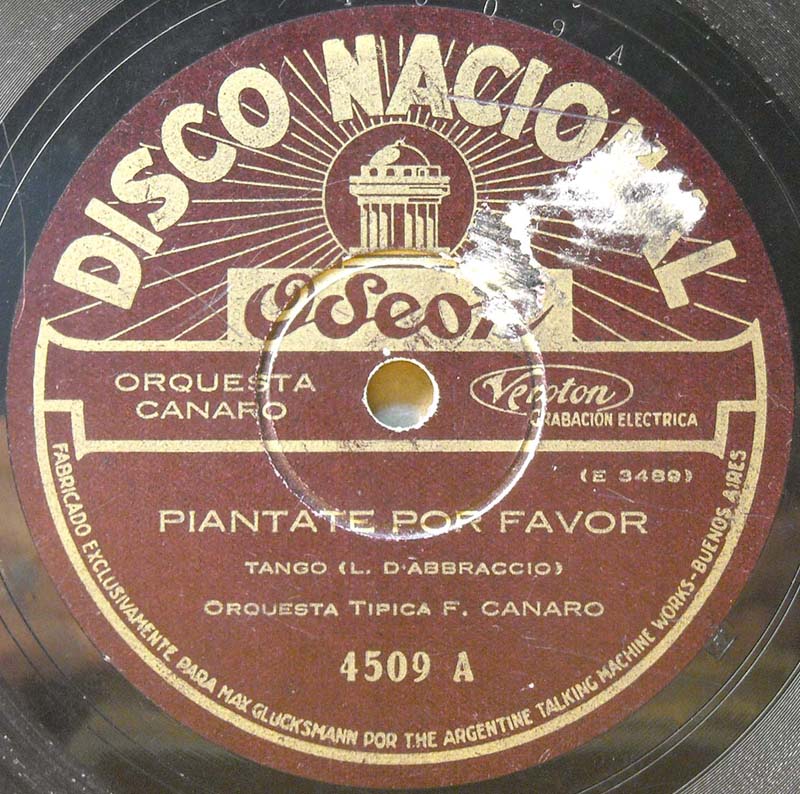 DISCO NACIONAL
Odeon
ORQUESTA
CANARO
Veroton
GRABACIÓN ELECTRICA
(E 3489)
PIANTATE POR FAVOR
TANGO (L. D'ABBRACCIO)
ORQUESTA TIPICA F. CANARO
4509 A
FABRICADO EXCLUSIVAMENTE PARA MAX GLUCKSMANN POR THE ARGENTINE TALKING MACHINE WORKS-BUENOS AIRES